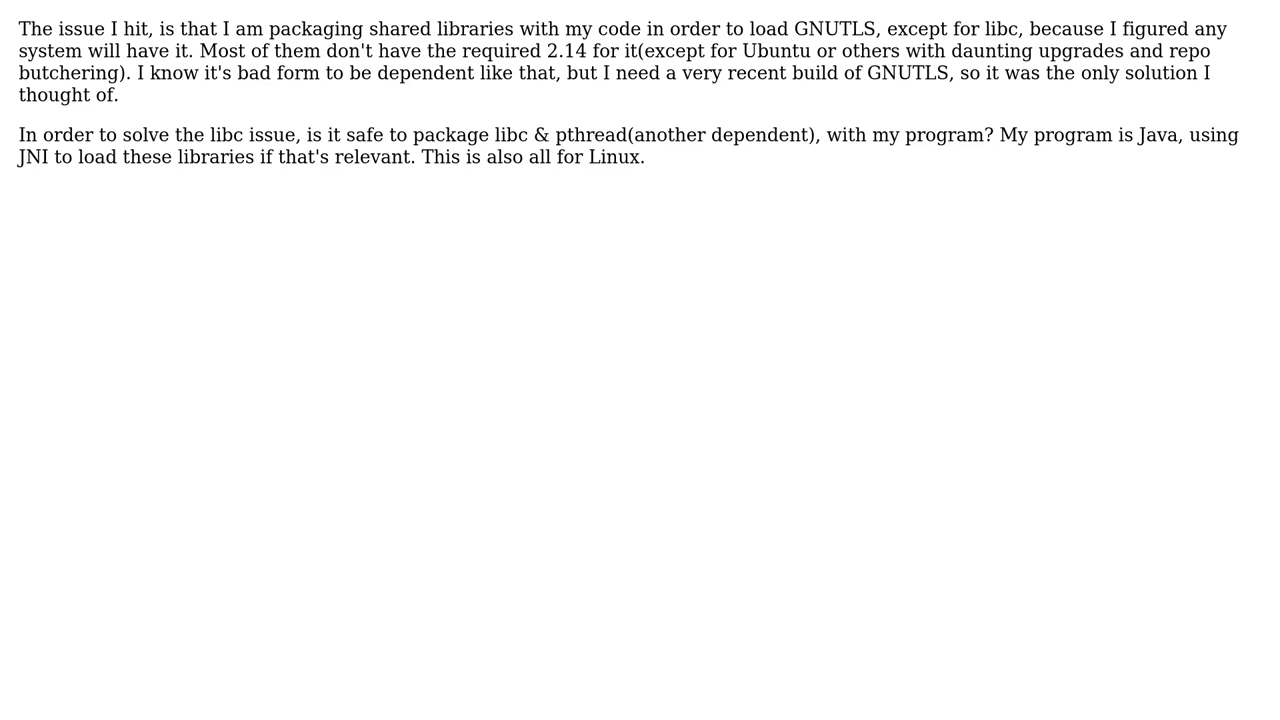 The issue I hit, is that I am packaging shared libraries with my code in order to load GNUTLS, except for libc, because I figured any
system will have it. Most of them don't have the required 2.14 for it(except for Ubuntu or others with daunting upgrades and repo
butchering). I know it's bad form to be dependent like that, but I need a very recent build of GNUTLS, so it was the only solution I
thought of.
In order to solve the libc issue, is it safe to package libc & pthread(another dependent), with my program? My program is Java, using
JNI to load these libraries if that's relevant. This is also all for Linux.